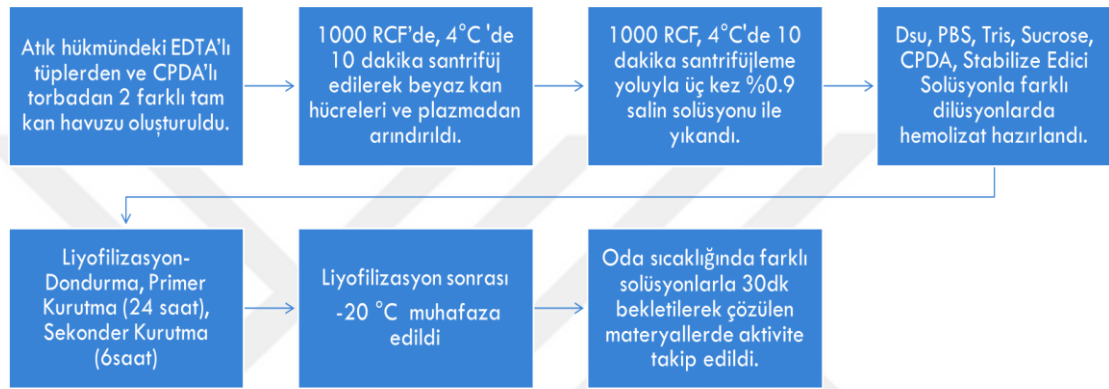 Atık hükmündeki EDTA'lı
tüplerden ve CPDA'lı
torbadan 2 farklı tam
kan havuzu oluşturuldu.
1000 RCF'de, 4°C 'de
10 dakika santrifüj
edilerek beyaz kan
hücreleri ve plazmadan
arındırıldı.
1000 RCF, 4°C'de 10
dakika santrifüjleme
yoluyla üç kez %0.9
salin solüsyonu ile
yıkandı.
Dsu, PBS, Tris, Sucrose,
CPDA, Stabilize Edici
Solüsyonla farklı
dilüsyonlarda
hemolizat hazırlandı.
Liyofilizasyon-
Dondurma, Primer
Kurutma (24 saat),
Sekonder Kurutma
(6saat)
Liyofilizasyon sonrası
-20 °C muhafaza
edildi
Oda sıcaklığında farklı
solüsyonlarla 30dk
bekletilerek çözülen
materyallerde aktivite
takip edildi.